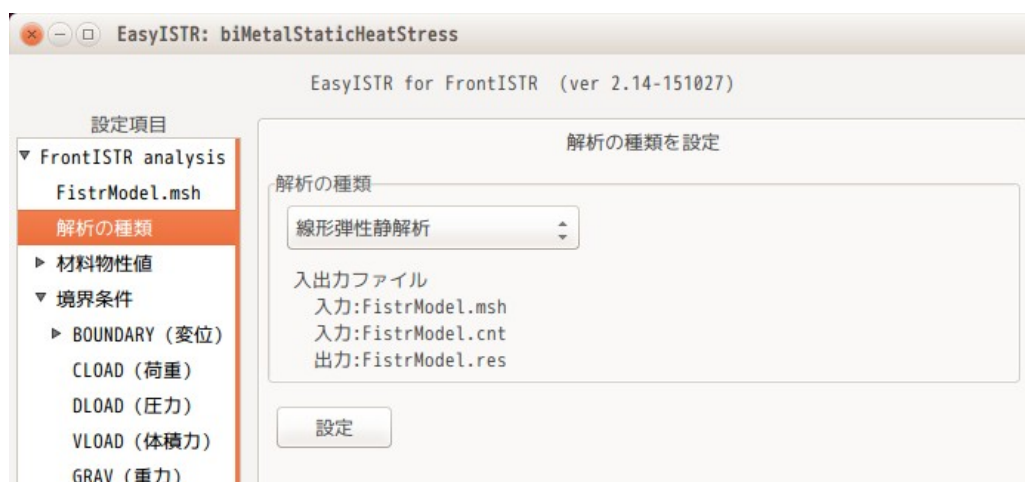 EasyISTR: biMetalStaticHeatStress
EasyISTR for FrontISTR (ver 2.14-151027)
設定項目
FrontISTR analysis
FistrModel.msh
解析の種類
材料物性値
境界条件
BOUNDARY (変位)
CLOAD (荷重)
DLOAD (圧力)
VLOAD (体積力)
GRAV (重力)
解析の種類を設定
解析の種類
線形弾性静解析
入出力ファイル
入力:FistrModel.msh
入力:FistrModel.cnt
出力:FistrModel.res
設定